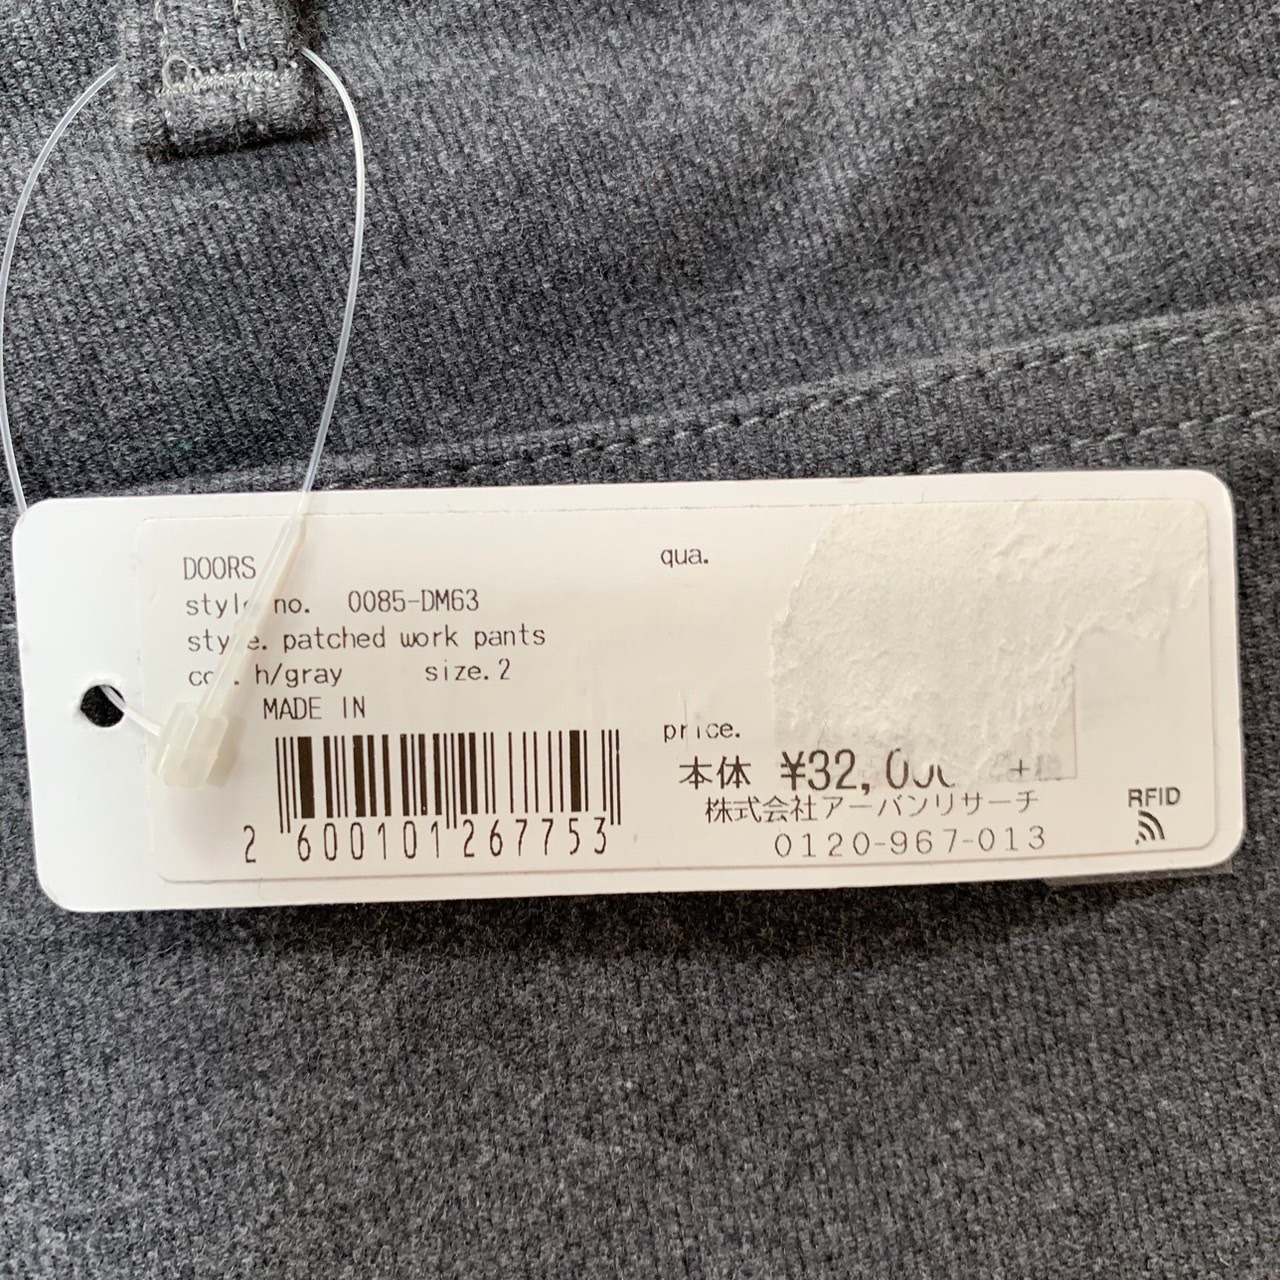 DOORS
qua.
style no. 0085-DM63
style. patched work pants
h/gray size.2
MADE IN
price.
本体 ¥32,000 +税
株式会社アーバンリサーチ
0120-967-013
RFID
2 600101 267753